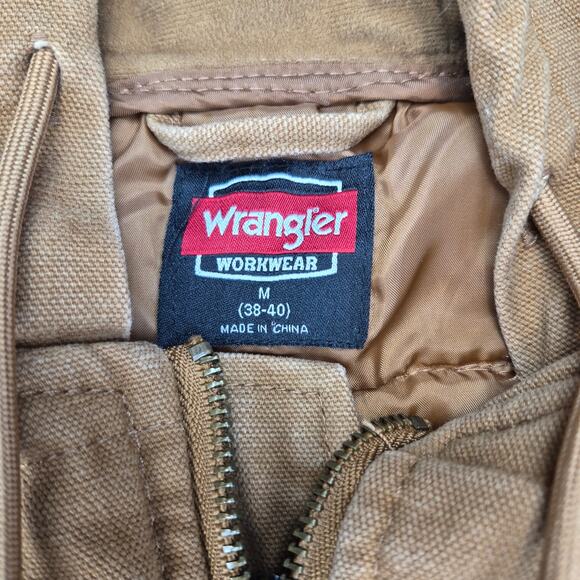 Wrangler
WORKWEAR
M
(38-40)
MADE IN CHINA